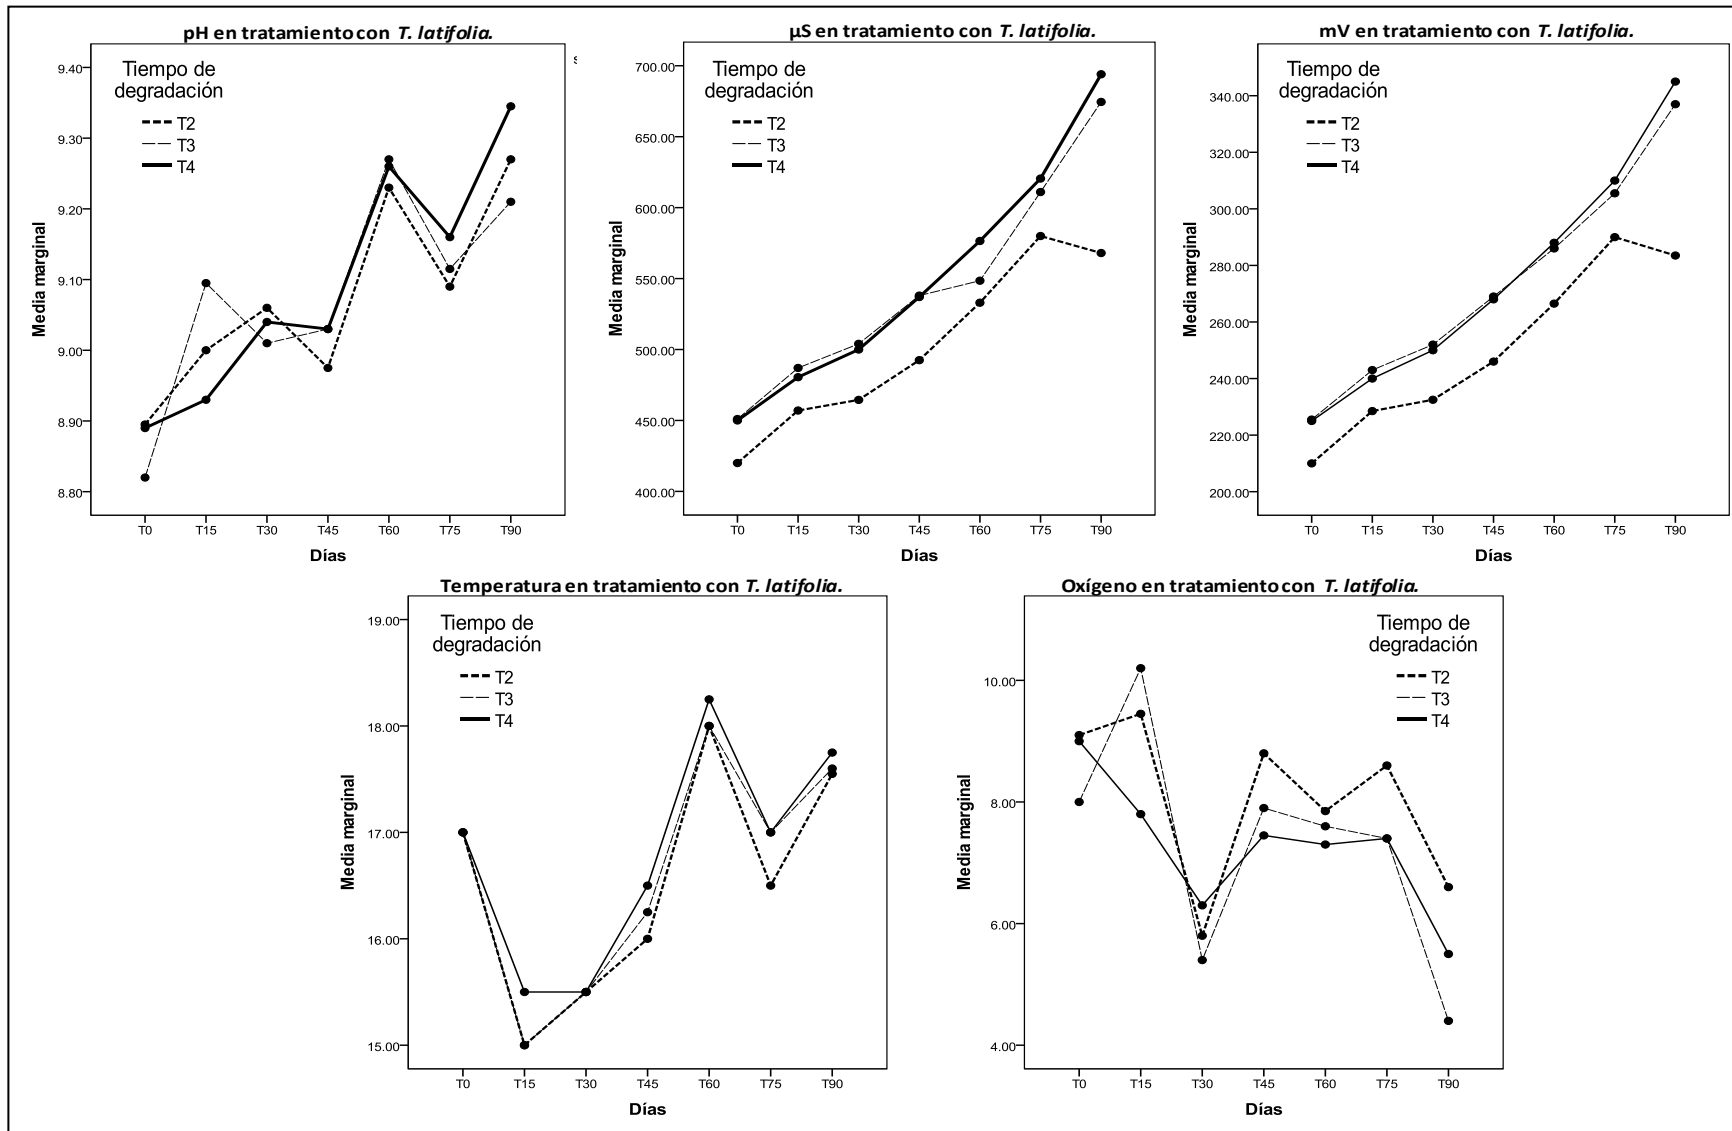 pH en tratamiento con T. latifolia.
9.40
9.30
9.20
9.10
9.00
8.90
8.80
Media marginal
Tiempo de
degradación
T2
T3
T4
T0 T15 T30 T45 T60 T75 T90
Días
µS en tratamiento con T. latifolia.
700.00
650.00
600.00
550.00
500.00
450.00
400.00
Media marginal
Tiempo de
degradación
T2
T3
T4
T0 T15 T30 T45 T60 T75 T90
Días
mV en tratamiento con T. latifolia.
340.00
320.00
300.00
280.00
260.00
240.00
220.00
200.00
Media marginal
Tiempo de
degradación
T2
T3
T4
T0 T15 T30 T45 T60 T75 T90
Días
Temperatura en tratamiento con T. latifolia.
19.00
18.00
17.00
16.00
15.00
Media marginal
Tiempo de
degradación
T2
T3
T4
T0 T15 T30 T45 T60 T75 T90
Días
Oxígeno en tratamiento con T. latifolia.
10.00
8.00
6.00
4.00
Media marginal
Tiempo de
degradación
T2
T3
T4
T0 T15 T30 T45 T60 T75 T90
Días